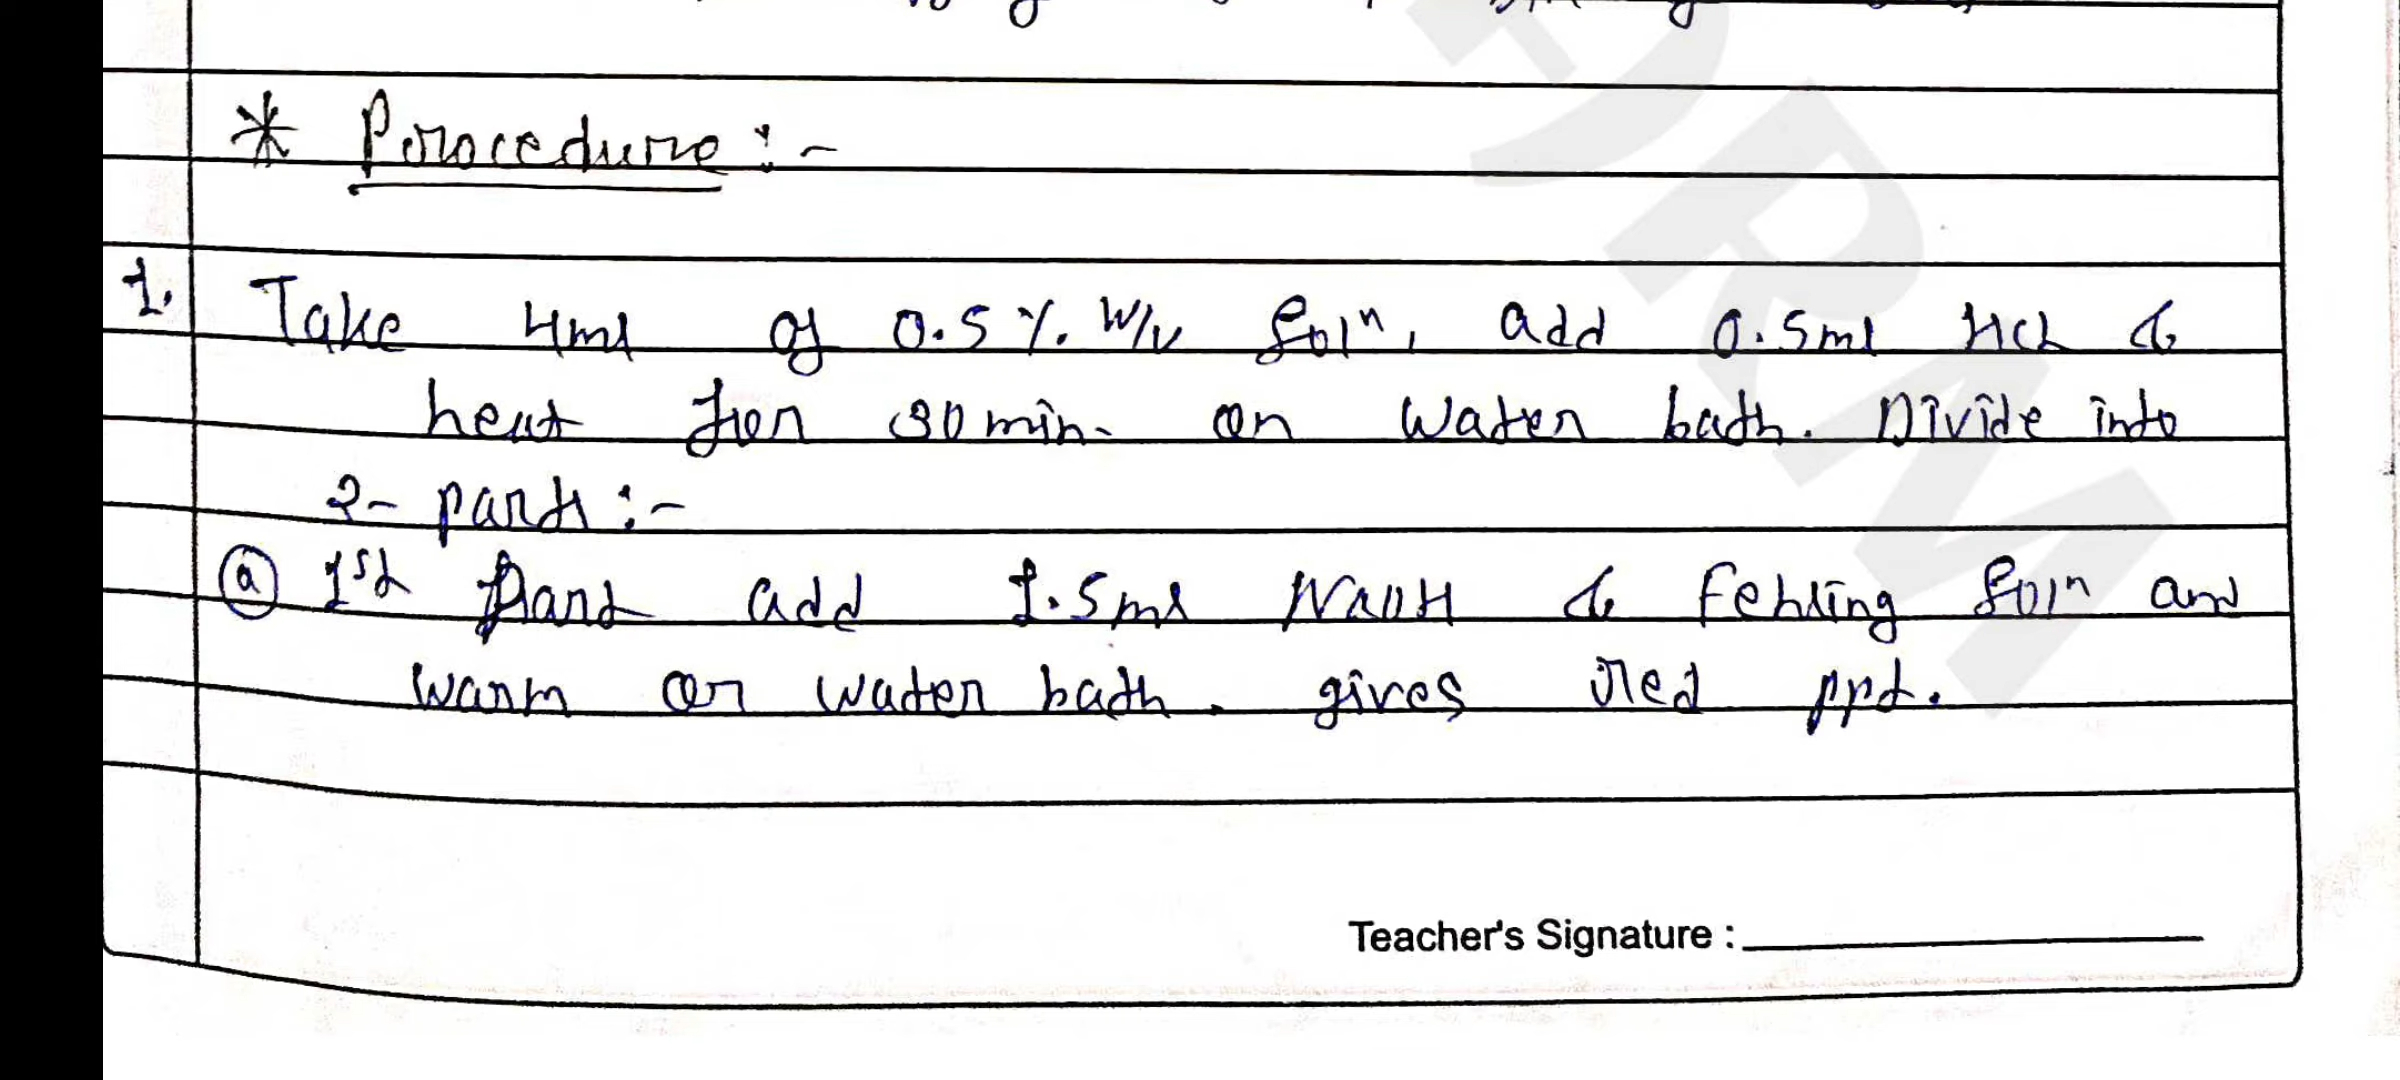 * Procedure :-
1. Take 4ml of 0.5 %. W/v Solⁿ, add 0.5ml HCL &
heat for 30 min. on water bath. Divide into
2- parts :-
(a) 1st part add 1.5ml NaOH & Fehling Solⁿ and
warm on water bath. gives red ppt.
Teacher's Signature :